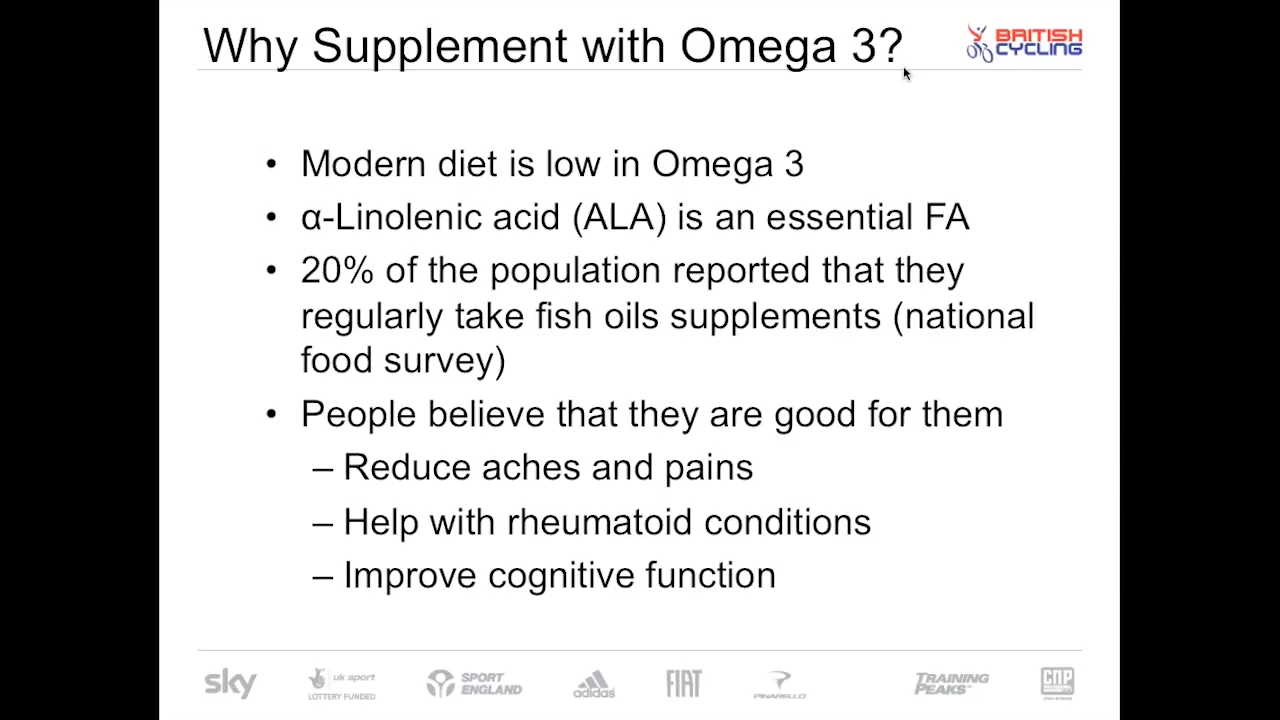 Why Supplement with Omega 3?
BRITISH
CYCLING
• Modern diet is low in Omega 3
• α-Linolenic acid (ALA) is an essential FA
• 20% of the population reported that they
regularly take fish oils supplements (national
food survey)
• People believe that they are good for them
– Reduce aches and pains
– Help with rheumatoid conditions
– Improve cognitive function
sky
uk sport
LOTTERY FUNDED
SPORT
ENGLAND
adidas
FIAT
PINARELLO
TRAINING
PEAKS
CNP